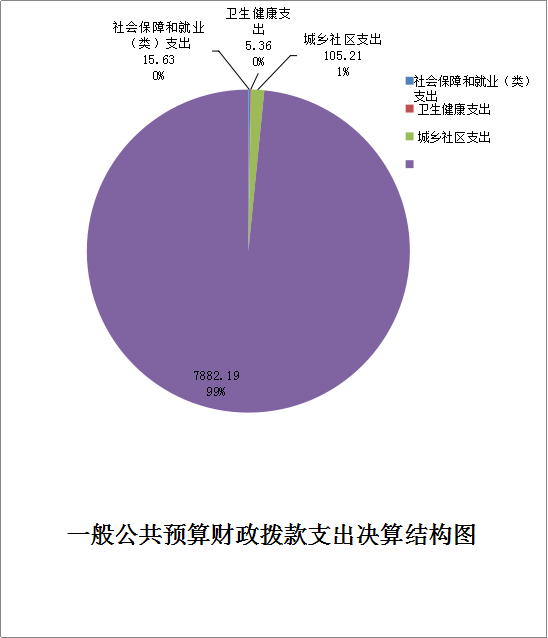 社会保障和就业
（类）支出
15.63
0%
卫生健康支
出
5.36
0%
城乡社区支出
105.21
1%
社会保障和就业（类）
支出
卫生健康支出
城乡社区支出
7882.19
99%
一般公共预算财政拨款支出决算结构图